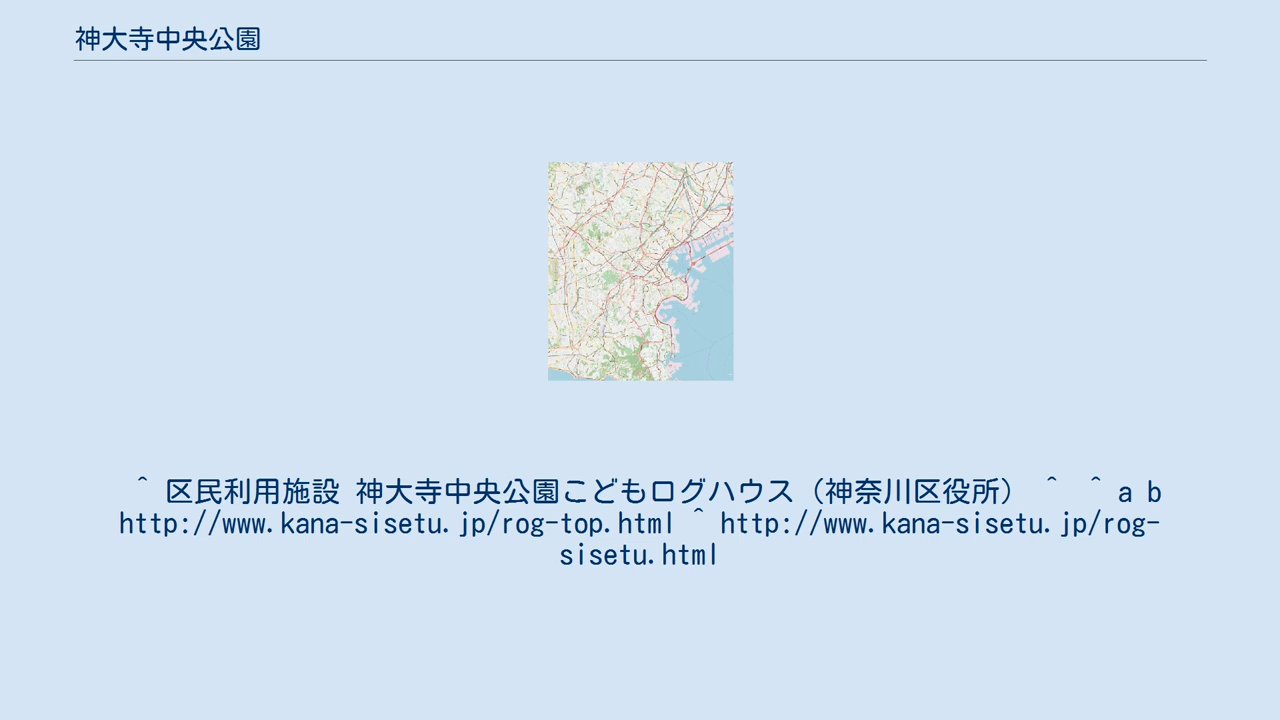 神大寺中央公園
^ 区民利用施設 神大寺中央公園こどもログハウス（神奈川区役所） ^ ^ a b
http://www.kana-sisetu.jp/rog-top.html ^ http://www.kana-sisetu.jp/rog-
sisetu.html